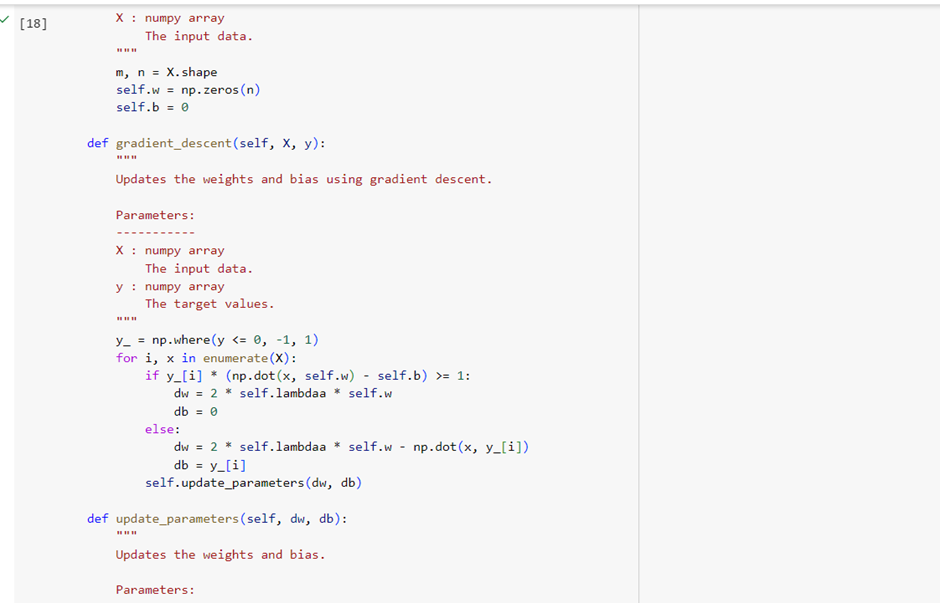 [18]
X : numpy array
The input data.
"""
m, n = X.shape
self.w = np.zeros(n)
self.b = 0
def gradient_descent(self, X, y):
"""
Updates the weights and bias using gradient descent.
Parameters:
-----------
X : numpy array
The input data.
y : numpy array
The target values.
"""
y_ = np.where(y <= 0, -1, 1)
for i, x in enumerate(X):
if y_[i] * (np.dot(x, self.w) - self.b) >= 1:
dw = 2 * self.lambdaa * self.w
db = 0
else:
dw = 2 * self.lambdaa * self.w - np.dot(x, y_[i])
db = y_[i]
self.update_parameters(dw, db)
def update_parameters(self, dw, db):
"""
Updates the weights and bias.
Parameters: